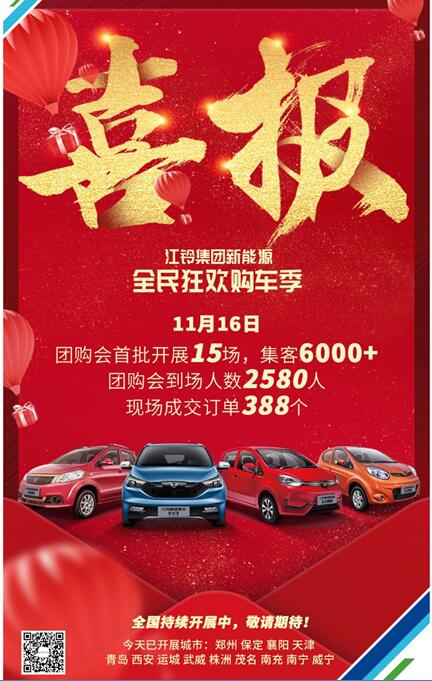 喜报
江铃集团新能源
全民狂欢购车季
11月16日
团购会首批开展15场，集客6000+
团购会到场人数2580人
现场成交订单388个
江铃集团新能源
EV3
全国持续开展中，敬请期待！
今天已开展城市：郑州 保定 襄阳 天津
青岛 西安 运城 武威 株洲 茂名 南充 南宁 咸宁